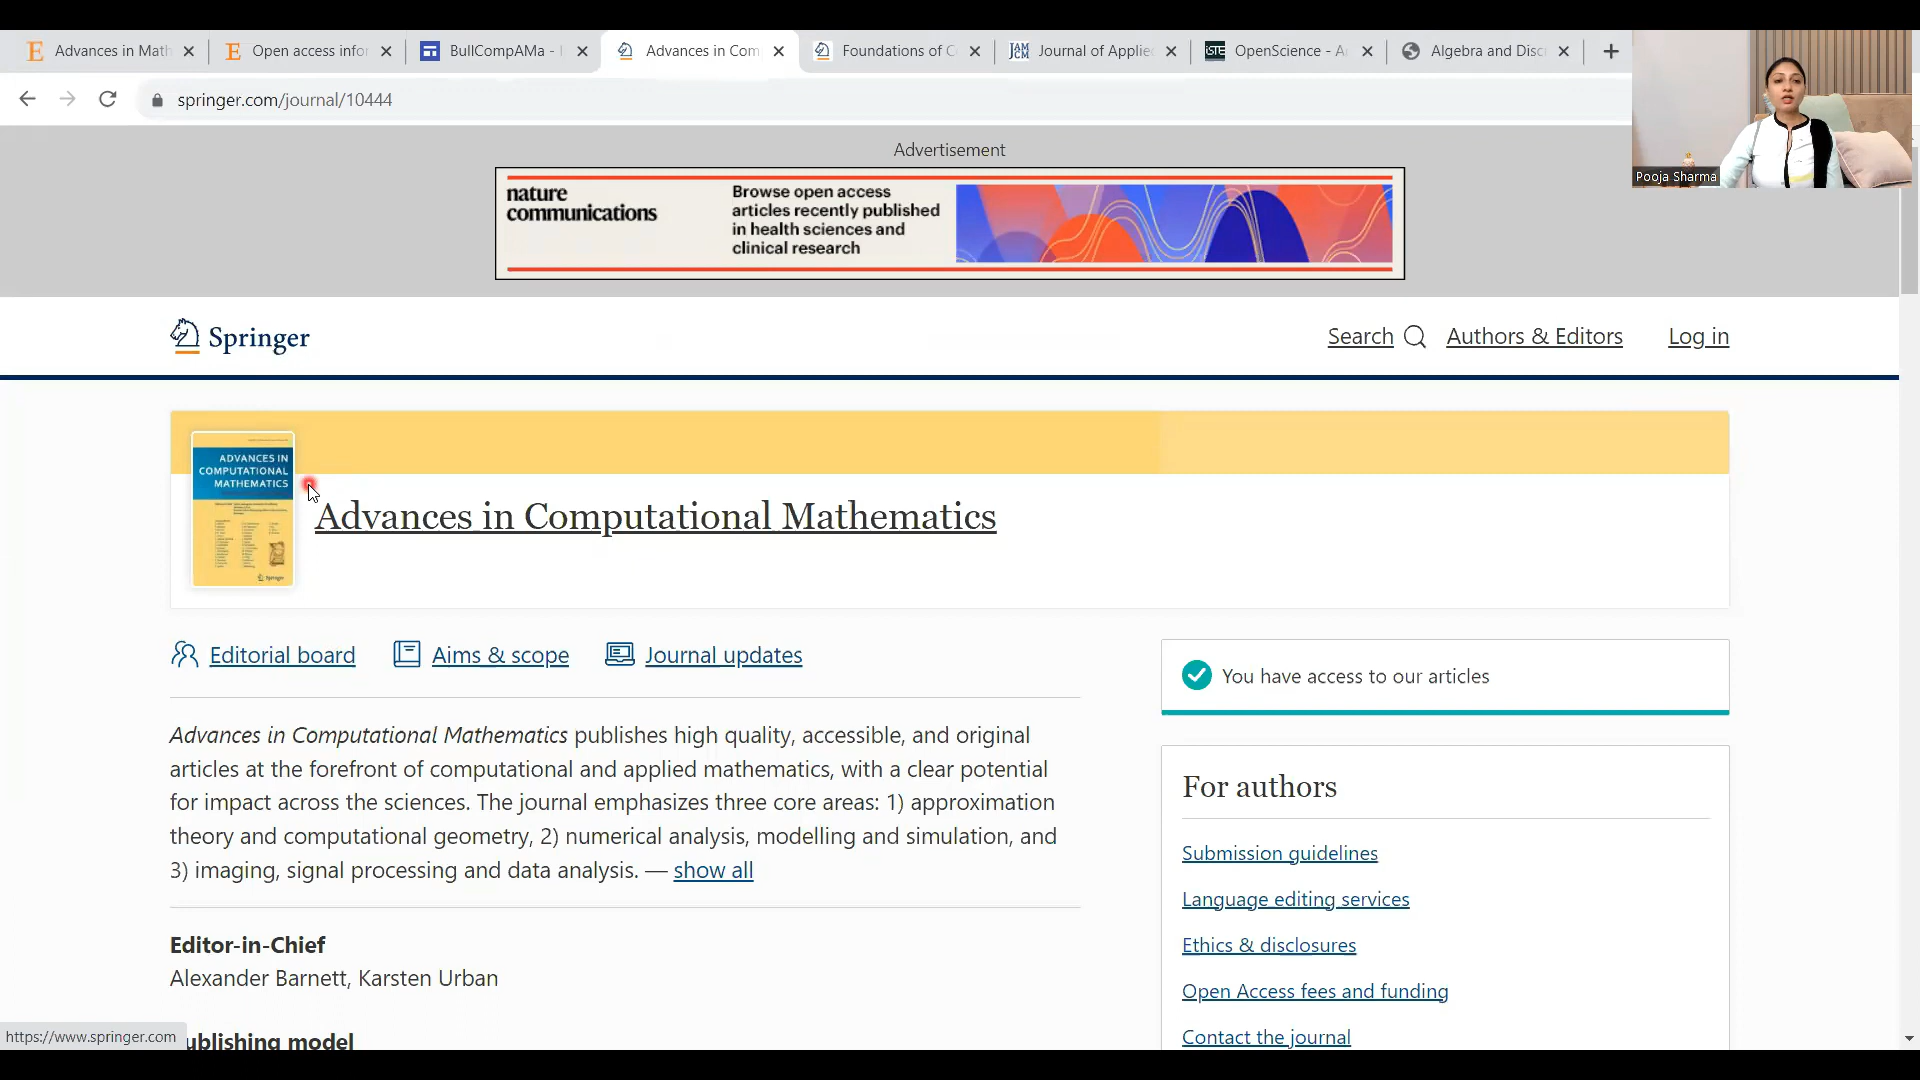 Advances in Math
Open access infor
BullCompAMa -
Advances in Com
Foundations of C
JAMCM
Journal of Applie
iSTE
OpenScience - A
Algebra and Disc
springer.com/journal/10444
Pooja Sharma
Advertisement
nature
communications
Browse open access
articles recently published
in health sciences and
clinical research
Springer
Search
Authors & Editors
Log in
ADVANCES IN
COMPUTATIONAL
MATHEMATICS
Springer
Advances in Computational Mathematics
Editorial board
Aims & scope
Journal updates
You have access to our articles
Advances in Computational Mathematics publishes high quality, accessible, and original
articles at the forefront of computational and applied mathematics, with a clear potential
for impact across the sciences. The journal emphasizes three core areas: 1) approximation
theory and computational geometry, 2) numerical analysis, modelling and simulation, and
3) imaging, signal processing and data analysis. — show all
For authors
Submission guidelines
Language editing services
Ethics & disclosures
Open Access fees and funding
Contact the journal
Editor-in-Chief
Alexander Barnett, Karsten Urban
https://www.springer.com
ublishing model